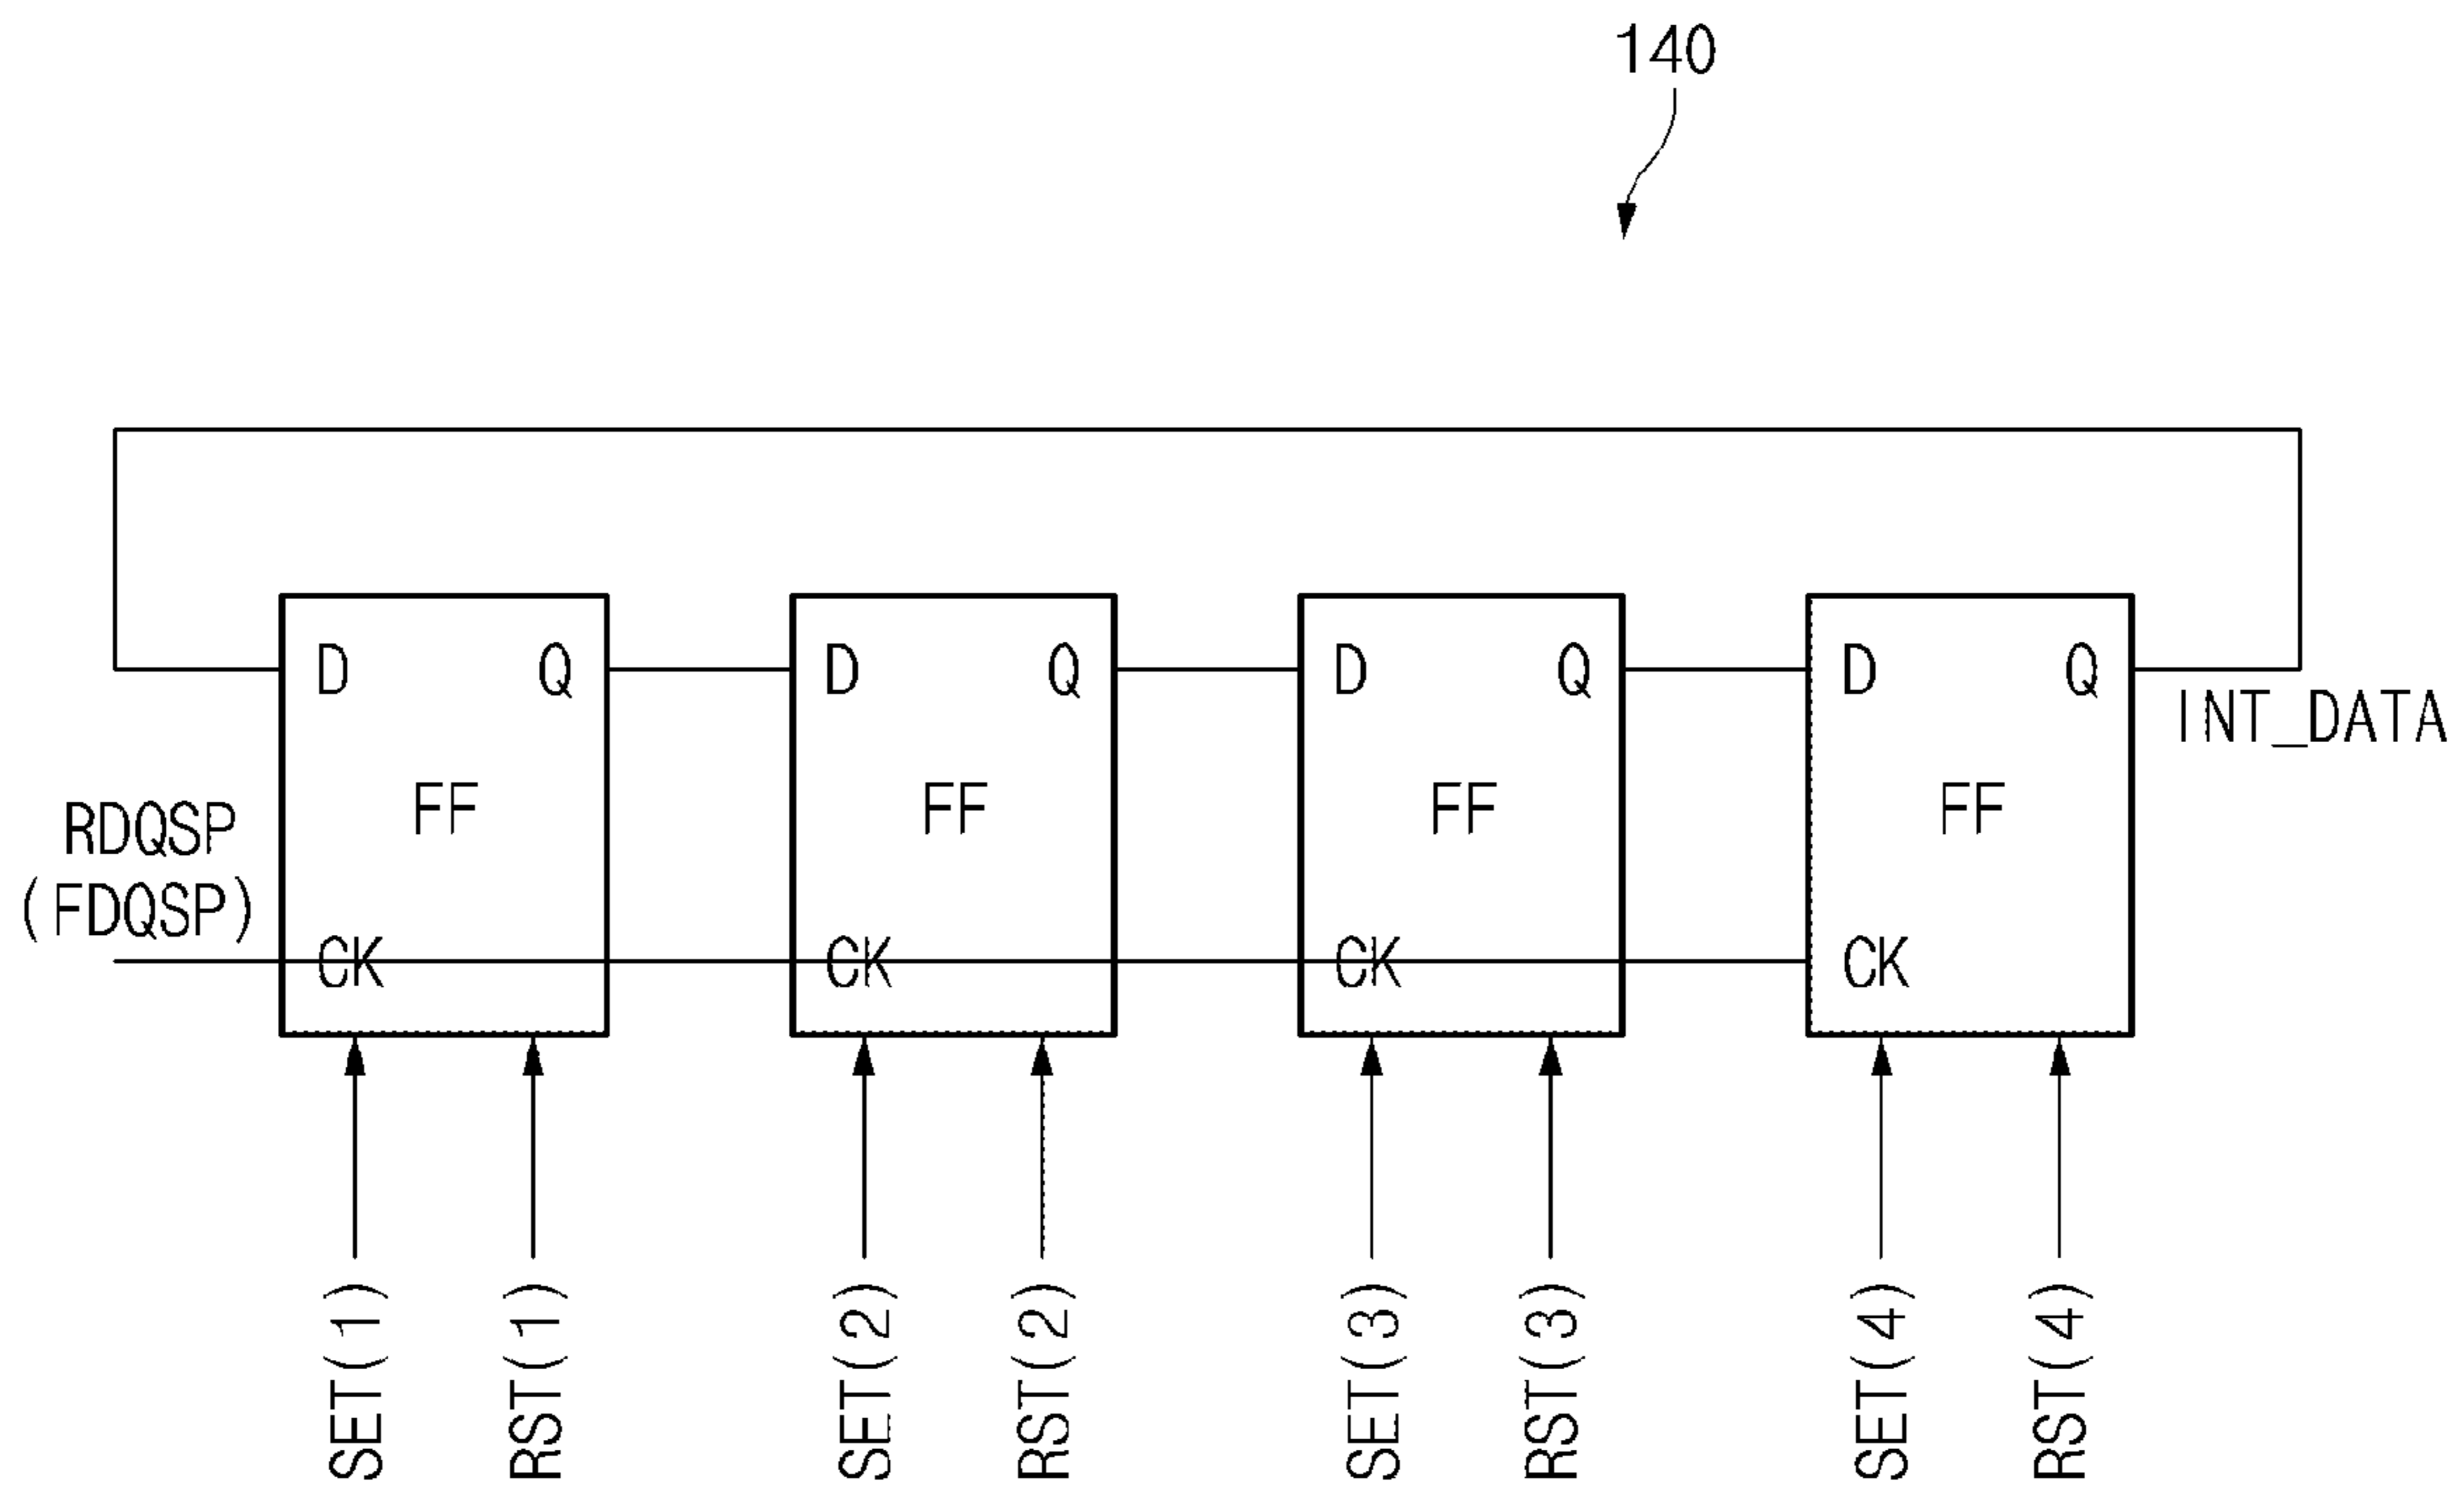 140
D Q D Q D Q D Q
INT_DATA
FF FF FF FF
RDQSP
(FDQSP)
CK CK CK CK
SET(1) RST(1) SET(2) RST(2) SET(3) RST(3) SET(4) RST(4)